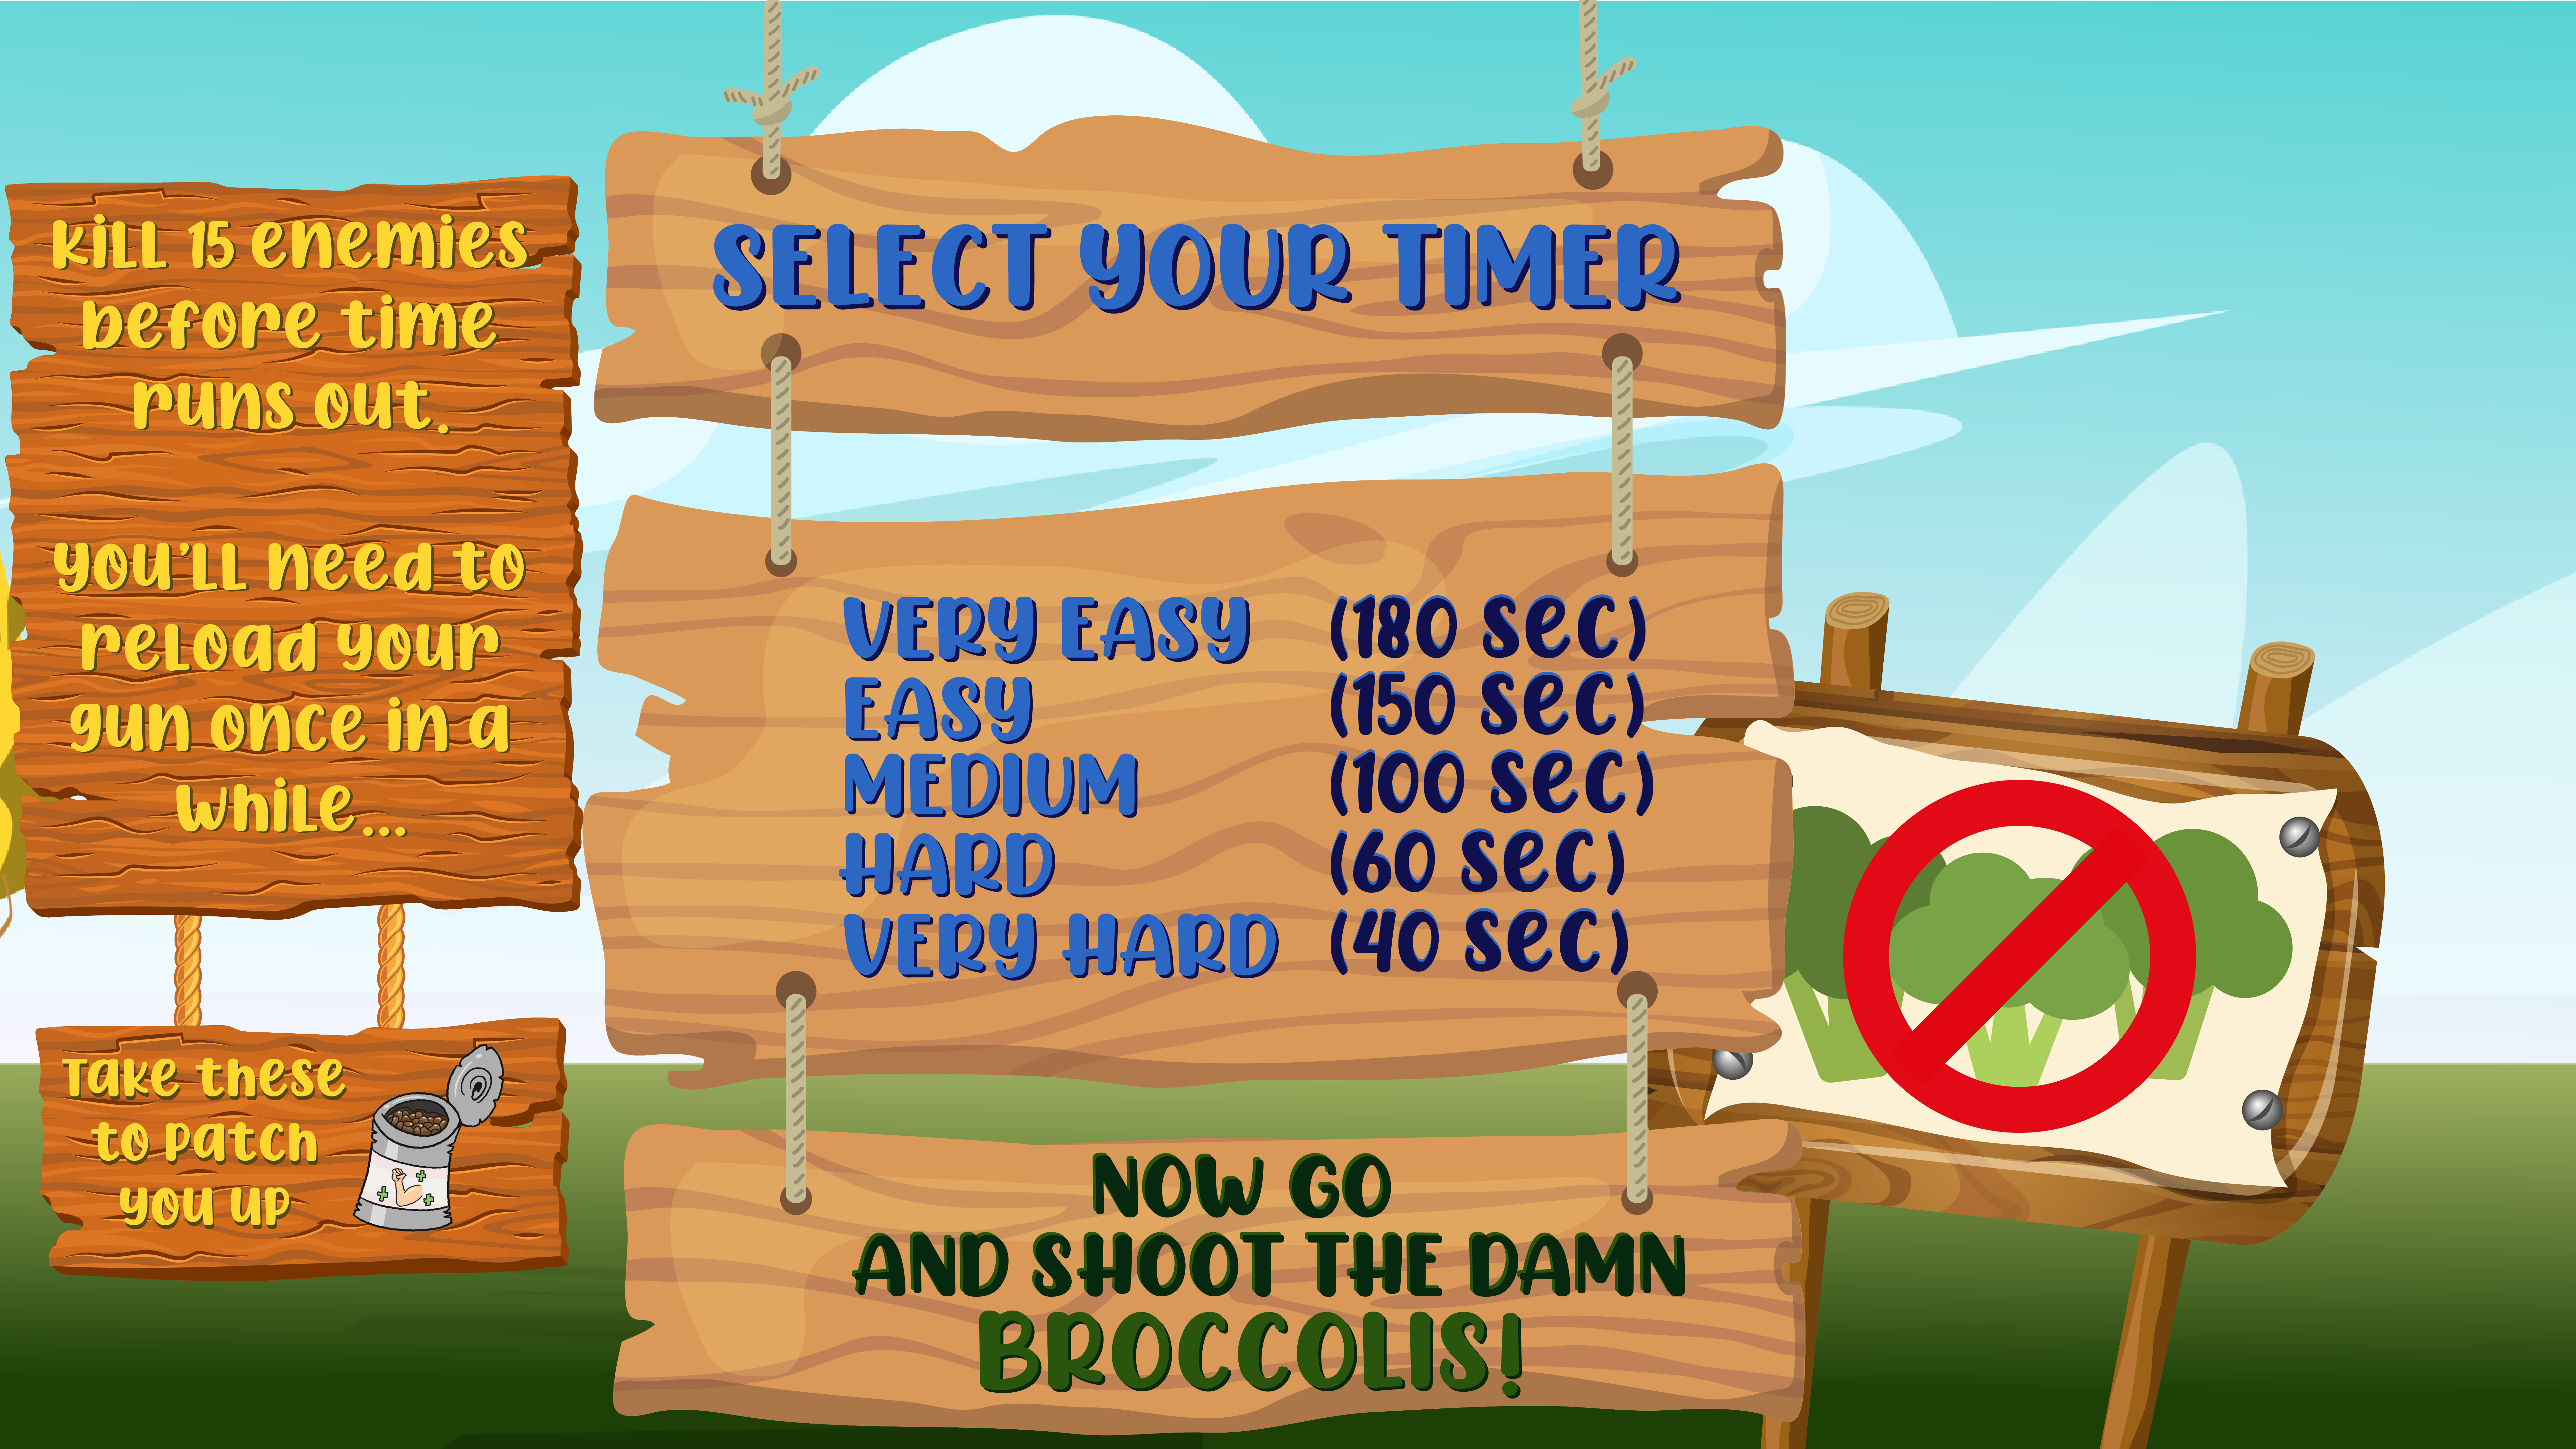 kill 15 enemies
before time
runs out.
you'll need to
reload your
gun once in a
while...
Take these
to patch
you up
SELECT YOUR TIMER
VERY EASY (180 sec)
EASY (150 sec)
MEDIUM (100 sec)
HARD (60 sec)
VERY HARD (40 sec)
NOW GO
AND SHOOT THE DAMN
BROCCOLIS!